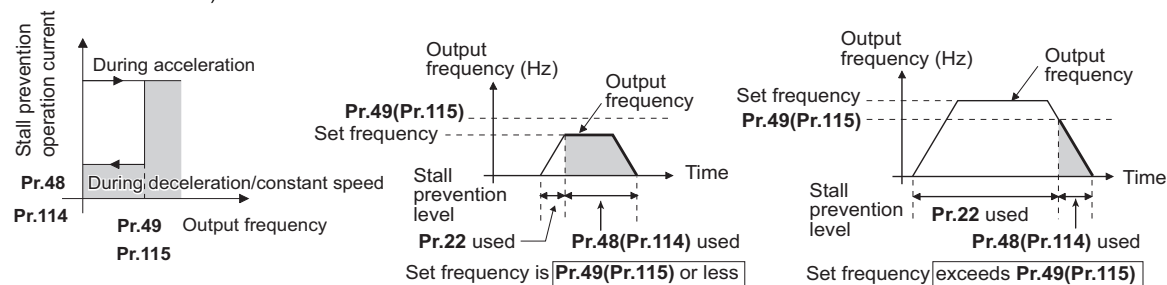 Stall prevention
operation current
During acceleration
Pr.48
During deceleration/constant speed
Pr.114
Pr.49
Output frequency
Pr.115
Output
frequency (Hz)
Output
frequency
Pr.49(Pr.115)
Set frequency
Time
Stall
prevention
level
Pr.22 used
Pr.48(Pr.114) used
Set frequency is Pr.49(Pr.115) or less
Output
frequency (Hz)
Output
frequency
Set frequency
Pr.49(Pr.115)
Time
Stall
prevention
level
Pr.22 used
Pr.48(Pr.114) used
Set frequency exceeds Pr.49(Pr.115)